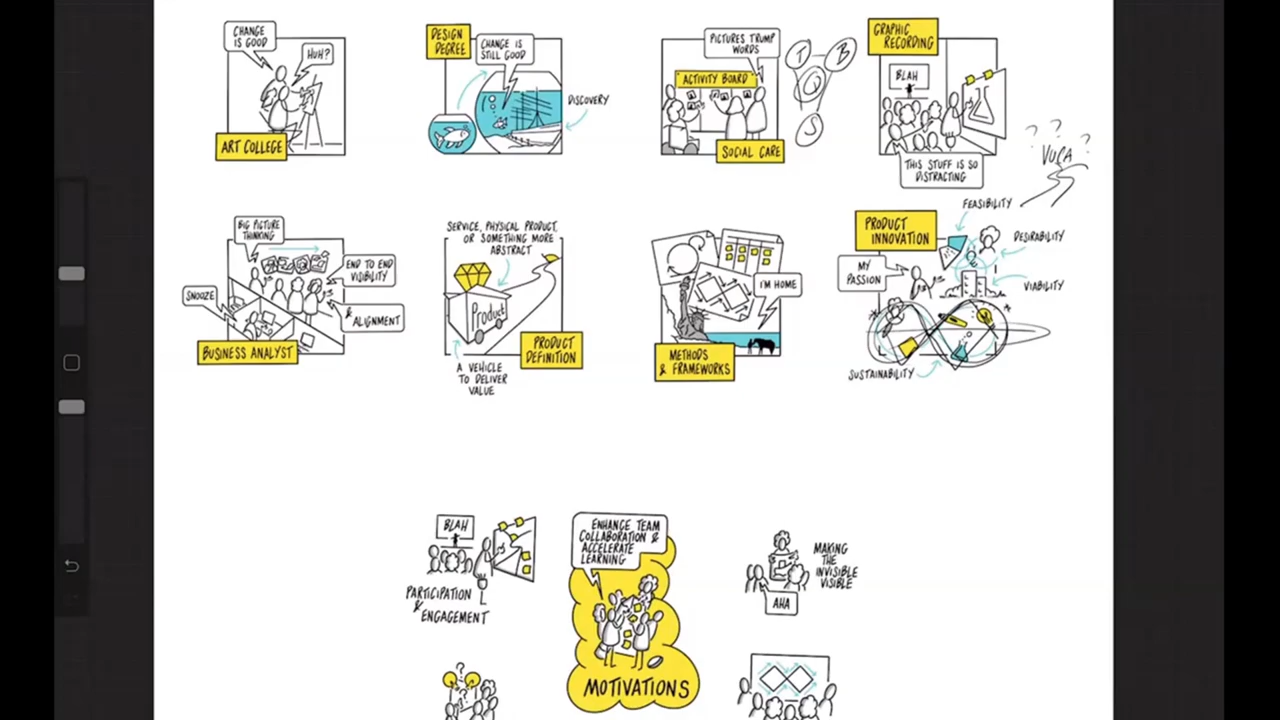 CHANGE
IS GOOD
HUH?
ART COLLEGE
DESIGN
DEGREE
CHANGE IS
STILL GOOD
DISCOVERY
PICTURES TRUMP
WORDS
ACTIVITY BOARD
SOCIAL CARE
T
B
Q
S
GRAPHIC
RECORDING
BLAH
THIS STUFF IS SO
DISTRACTING
? ? ?
VUCA
BIG PICTURE
THINKING
END TO END
VISIBILITY
&
ALIGNMENT
SNOOZE
BUSINESS ANALYST
SERVICE, PHYSICAL PRODUCT,
OR SOMETHING MORE
ABSTRACT
Product
PRODUCT
DEFINITION
A VEHICLE
TO DELIVER
VALUE
I'M HOME
METHODS
& FRAMEWORKS
PRODUCT
INNOVATION
FEASIBILITY
DESIRABILITY
VIABILITY
MY
PASSION
SUSTAINABILITY
BLAH
PARTICIPATION
&
ENGAGEMENT
ENHANCE TEAM
COLLABORATION &
ACCELERATE
LEARNING
MOTIVATIONS
MAKING
THE
INVISIBLE
VISIBLE
AHA
?
?